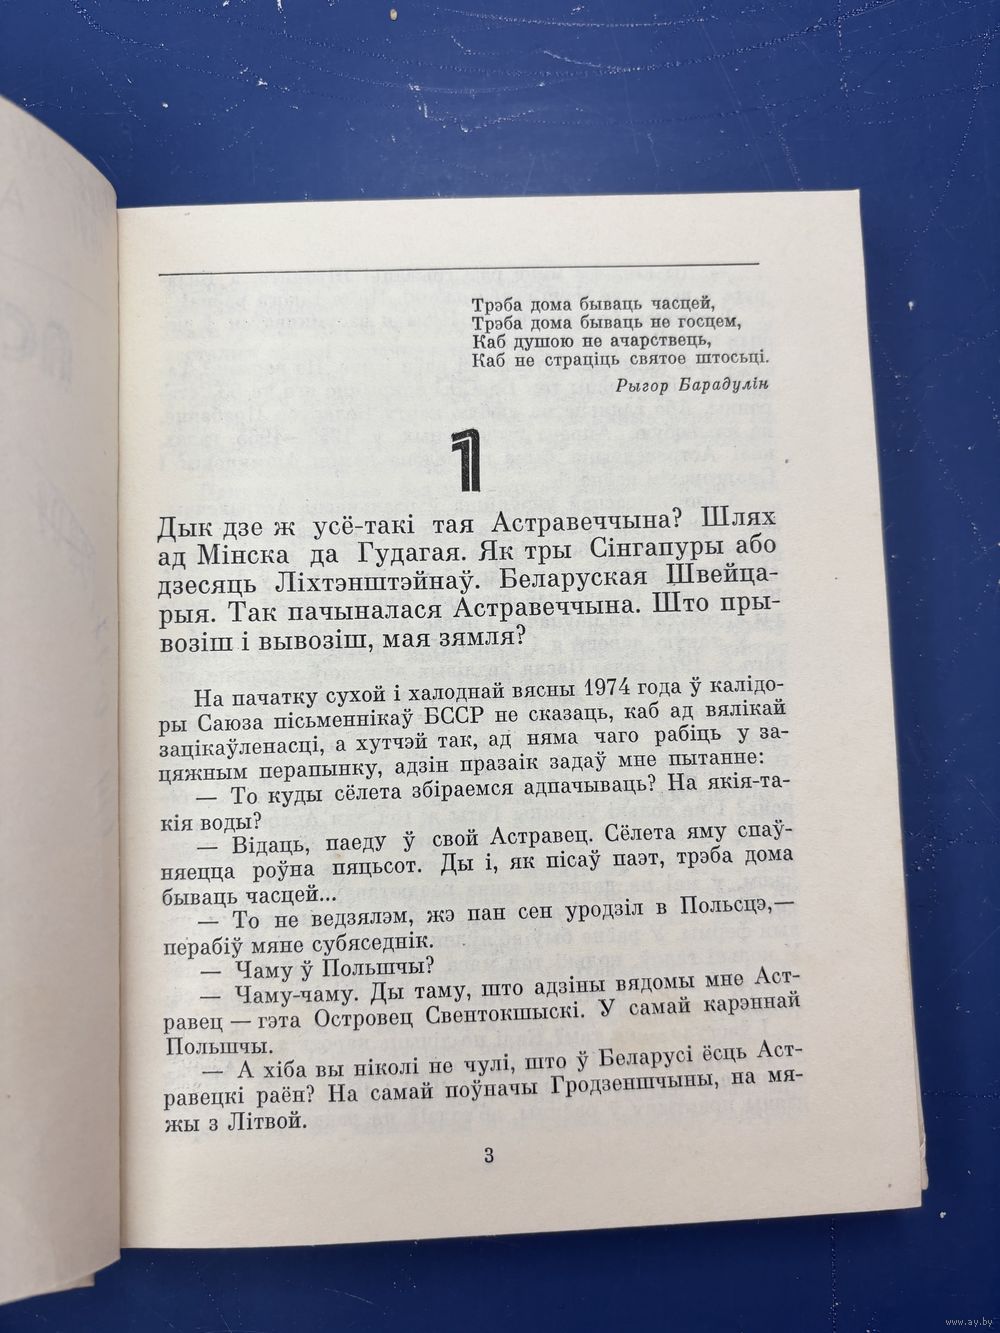 Трэба дома бываць часцей,
Трэба дома бываць не госцем,
Каб душою не ачарствець,
Каб не страціць святое штосьці.
Рыгор Барадулін
1
Дык дзе ж усё-такі тая Астравеччына? Шлях
ад Мінска да Гудагая. Як тры Сінгапуры або
дзесяць Ліхтэнштэйнаў. Беларуская Швейца-
рыя. Так пачыналася Астравеччына. Што пры-
возіш і вывозіш, мая зямля?
На пачатку сухой і халоднай вясны 1974 года ў калідо-
ры Саюза пісьменнікаў БССР не сказаць, каб ад вялікай
зацікаўленасці, а хутчэй так, ад няма чаго рабіць у за-
цяжным перапынку, адзін празаік задаў мне пытанне:
— То куды сёлета збіраемся адпачываць? На якія-та-
кія воды?
— Відаць, паеду ў свой Астравец. Сёлета яму спаў-
няецца роўна пяцьсот. Ды і, як пісаў паэт, трэба дома
бываць часцей...
— То не ведзялэм, жэ пан сен уродзіл в Польсцэ,—
перабіў мяне субяседнік.
— Чаму ў Польшчы?
— Чаму-чаму. Ды таму, што адзіны вядомы мне Аст-
равец — гэта Островец Свентокшыскі. У самай карэннай
Польшчы.
— А хіба вы ніколі не чулі, што ў Беларусі ёсць Аст-
равецкі раён? На самай поўначы Гродзеншчыны, на мя-
жы з Літвой.
3
www.ay.by